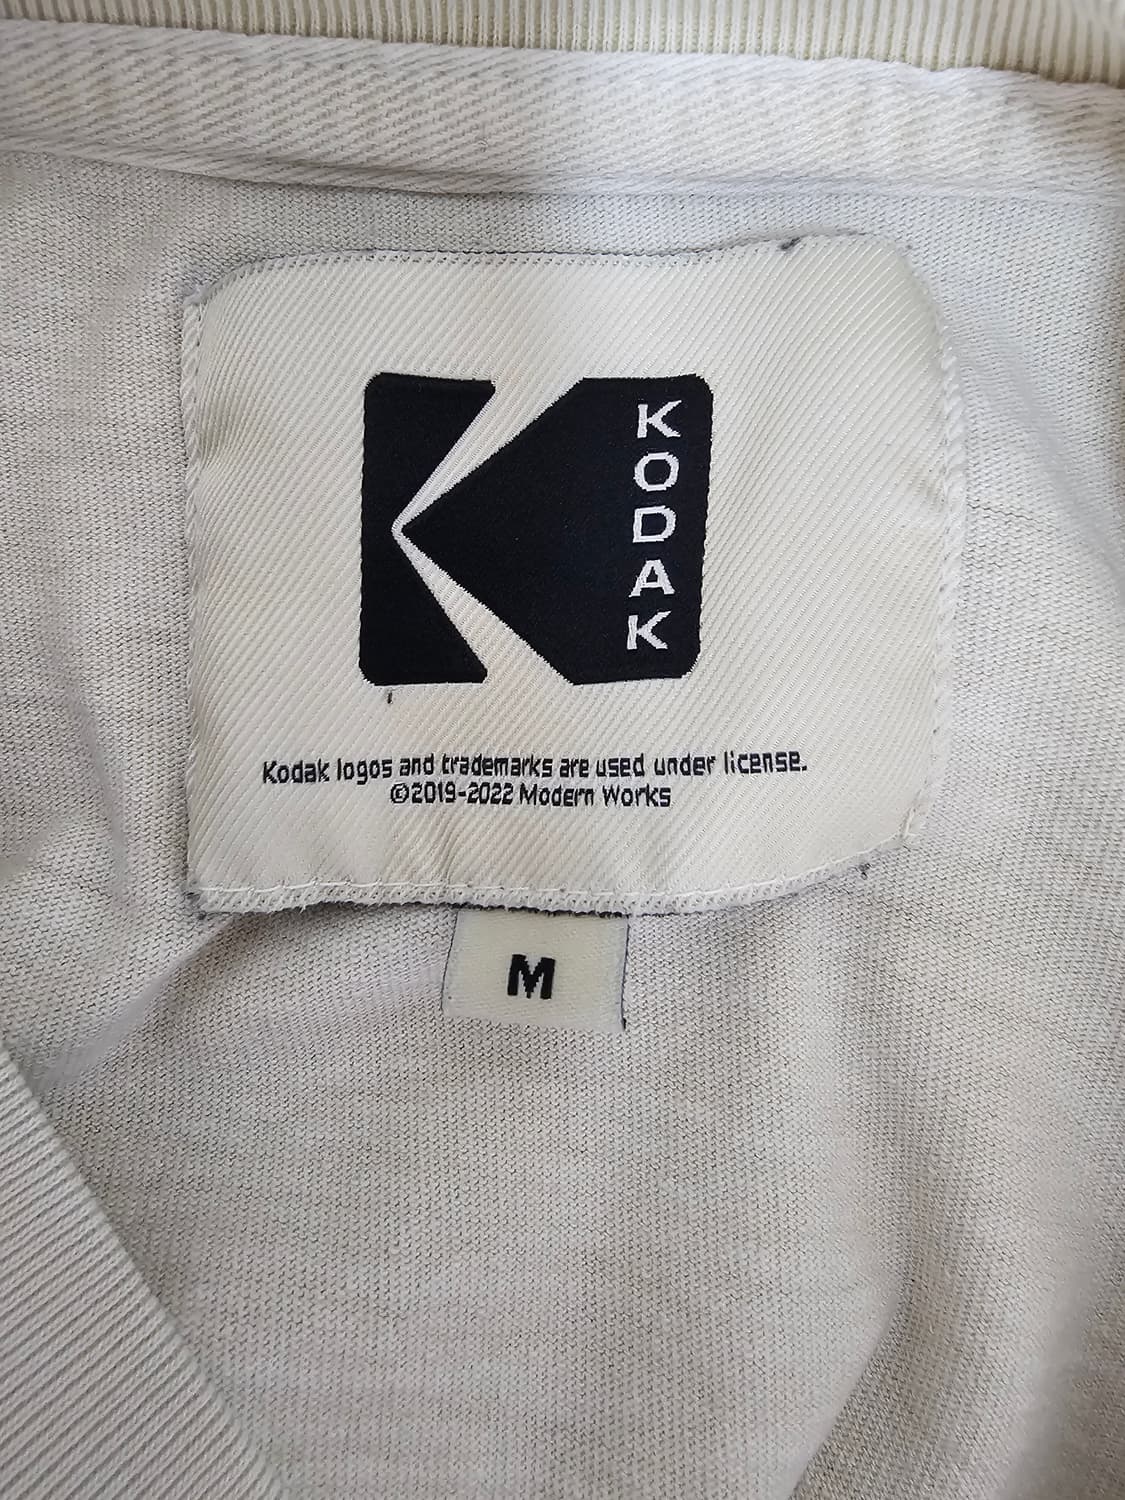 KODAK
Kodak logos and trademarks are used under license.
©2019-2022 Modern Works
M